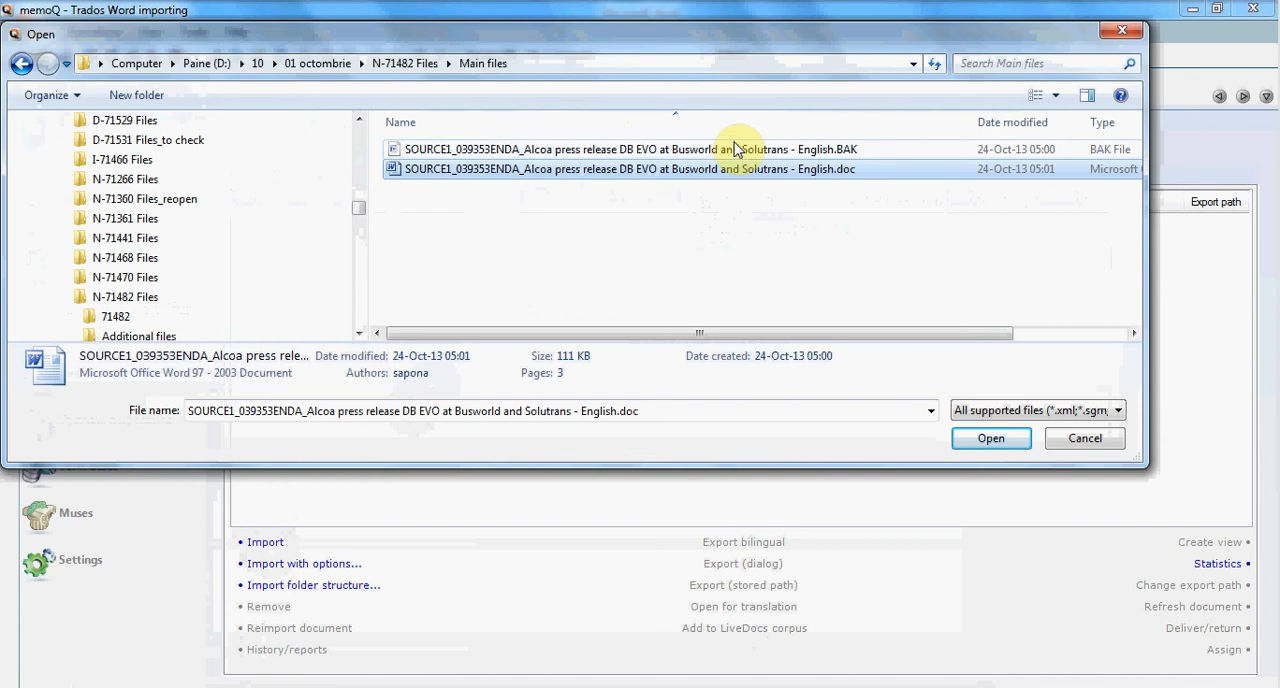 memoQ - Trados Word importing
Open
Computer ▸ Paine (D:) ▸ 10 ▸ 01 octombrie ▸ N-71482 Files ▸ Main files
Search Main files
Organize
New folder
D-71529 Files
D-71531 Files_to check
I-71466 Files
N-71266 Files
N-71360 Files_reopen
N-71361 Files
N-71441 Files
N-71468 Files
N-71470 Files
N-71482 Files
71482
Additional files
Name Date modified Type
SOURCE1_039353ENDA_Alcoa press release DB EVO at Busworld and Solutrans - English.BAK 24-Oct-13 05:00 BAK File
SOURCE1_039353ENDA_Alcoa press release DB EVO at Busworld and Solutrans - English.doc 24-Oct-13 05:01 Microsoft
Export path
SOURCE1_039353ENDA_Alcoa press rele... Date modified: 24-Oct-13 05:01 Size: 111 KB Date created: 24-Oct-13 05:00
Microsoft Office Word 97 - 2003 Document Authors: sapona Pages: 3
File name: SOURCE1_039353ENDA_Alcoa press release DB EVO at Busworld and Solutrans - English.doc
All supported files (*.xml;*.sgm,
Open
Cancel
Muses
Settings
• Import
• Import with options...
• Import folder structure...
• Remove
• Reimport document
• History/reports
Export bilingual
Export (dialog)
Export (stored path)
Open for translation
Add to LiveDocs corpus
Create view •
Statistics •
Change export path •
Refresh document •
Deliver/return •
Assign •